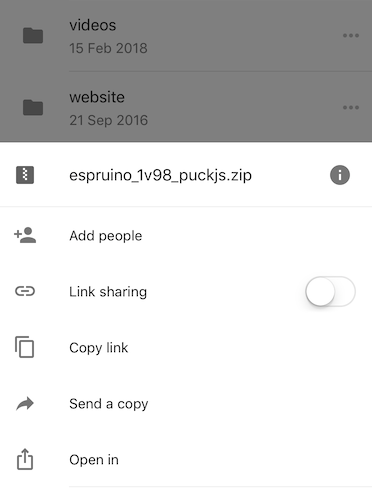 videos
15 Feb 2018
website
21 Sep 2016
espruino_1v98_puckjs.zip
Add people
Link sharing
Copy link
Send a copy
Open in